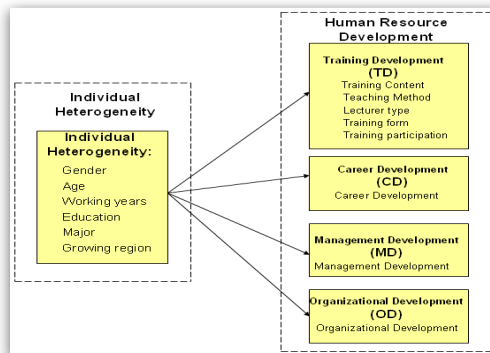 Individual
Heterogeneity
Individual
Heterogeneity:
Gender
Age
Working years
Education
Major
Growing region
Human Resource
Development
Training Development
(TD)
Training Content
Teaching Method
Lecturer type
Training form
Training participation
Career Development
(CD)
Career Development
Management Development
(MD)
Management Development
Organizational Development
(OD)
Organizational Development